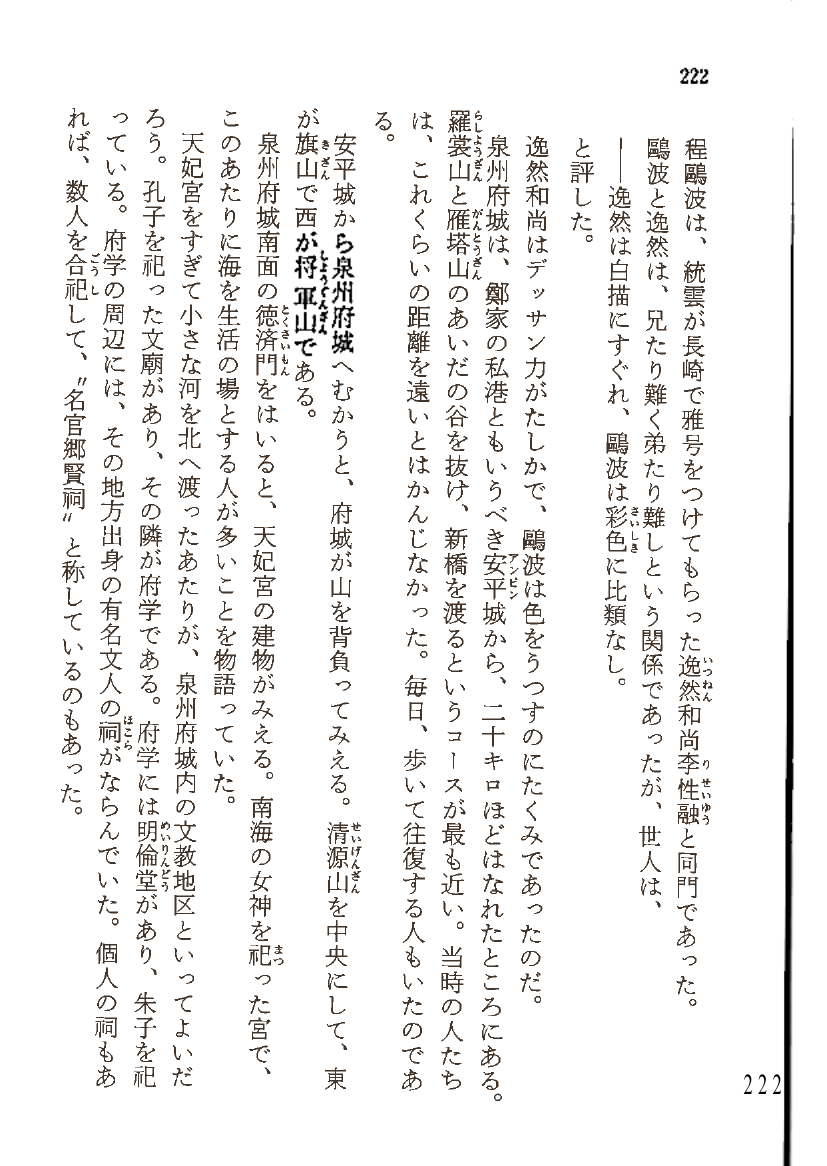 222
程鷗波は、統雲が長崎で雅号をつけてもらった逸然和尚李性融と同門であった。
鷗波と逸然は、兄たり難く弟たり難しという関係であったが、世人は、
――逸然は白描にすぐれ、鷗波は彩色に比類なし。
と評した。
逸然和尚はデッサン力がたしかで、鷗波は色をうつすのにたくみであったのだ。
泉州府城は、鄭家の私港ともいうべき安平城から、二十キロほどはなれたところにある。
羅裳山と雁塔山のあいだの谷を抜け、新橋を渡るというコースが最も近い。当時の人たち
は、これくらいの距離を遠いとはかんじなかった。毎日、歩いて往復する人もいたのであ
る。
安平城から泉州府城へむかうと、府城が山を背負ってみえる。清源山を中央にして、東
が旗山で西が将軍山である。
泉州府城南面の徳済門をはいると、天妃宮の建物がみえる。南海の女神を祀った宮で、
このあたりに海を生活の場とする人が多いことを物語っていた。
天妃宮をすぎて小さな河を北へ渡ったあたりが、泉州府城内の文教地区といってよいだ
ろう。孔子を祀った文廟があり、その隣が府学である。府学には明倫堂があり、朱子を祀
っている。府学の周辺には、その地方出身の有名文人の祠がならんでいた。個人の祠もあ
れば、数人を合祀して、〝名官郷賢祠〟と称しているのもあった。
222